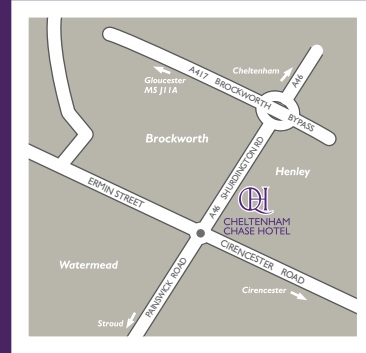 Cheltenham
A46
A417 BROCKWORTH BYPASS
Gloucester
M5 J11A
Brockworth
A46 SHURDINGTON RD
Henley
ERMIN STREET
QH
CHELTENHAM
CHASE HOTEL
CIRENCESTER ROAD
Watermead
PAINSWICK ROAD
Cirencester
Stroud